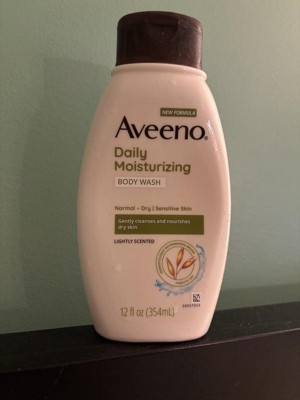 NEW FORMULA
Aveeno®
Daily
Moisturizing
BODY WASH
Normal - Dry | Sensitive Skin
Gently cleanses and nourishes
dry skin
LIGHTLY SCENTED
12 fl oz (354mL)